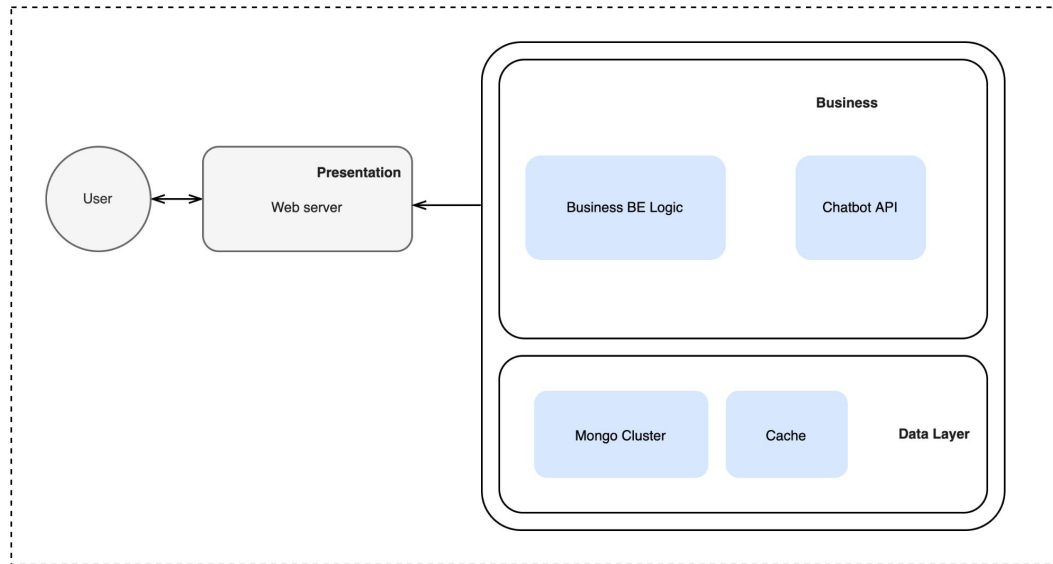 Business
Presentation
User
Web server
Business BE Logic
Chatbot API
Mongo Cluster
Cache
Data Layer